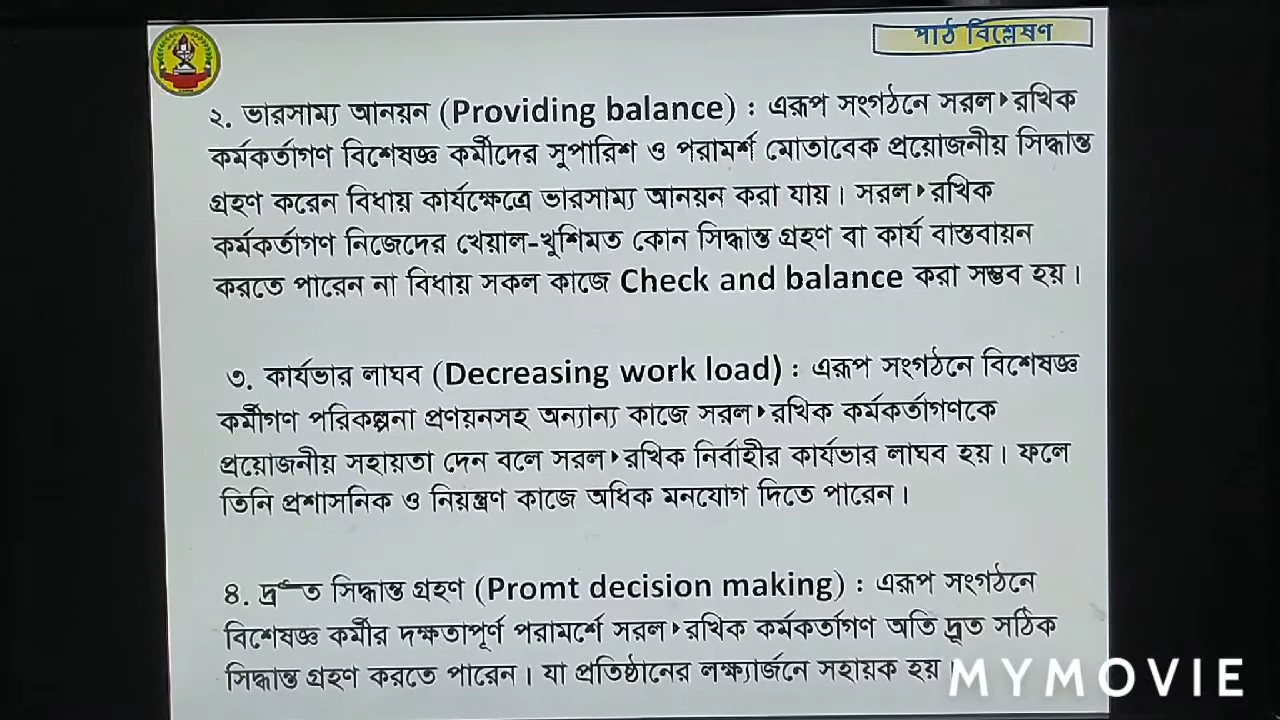 পাঠ বিশ্লেষণ
২. ভারসাম্য আনয়ন (Providing balance) : এরূপ সংগঠনে সরল▸রখিক
কর্মকর্তাগণ বিশেষজ্ঞ কর্মীদের সুপারিশ ও পরামর্শ মোতাবেক প্রয়োজনীয় সিদ্ধান্ত
গ্রহণ করেন বিধায় কার্যক্ষেত্রে ভারসাম্য আনয়ন করা যায়। সরল▸রখিক
কর্মকর্তাগণ নিজেদের খেয়াল-খুশিমত কোন সিদ্ধান্ত গ্রহণ বা কার্য বাস্তবায়ন
করতে পারেন না বিধায় সকল কাজে Check and balance করা সম্ভব হয়।
৩. কার্যভার লাঘব (Decreasing work load) : এরূপ সংগঠনে বিশেষজ্ঞ
কর্মীগণ পরিকল্পনা প্রণয়নসহ অন্যান্য কাজে সরল▸রখিক কর্মকর্তাগণকে
প্রয়োজনীয় সহায়তা দেন বলে সরল▸রখিক নির্বাহীর কার্যভার লাঘব হয়। ফলে
তিনি প্রশাসনিক ও নিয়ন্ত্রণ কাজে অধিক মনযোগ দিতে পারেন।
৪. দ্রুত সিদ্ধান্ত গ্রহণ (Promt decision making) : এরূপ সংগঠনে
বিশেষজ্ঞ কর্মীর দক্ষতাপূর্ণ পরামর্শে সরল▸রখিক কর্মকর্তাগণ অতি দ্রুত সঠিক
সিদ্ধান্ত গ্রহণ করতে পারেন। যা প্রতিষ্ঠানের লক্ষ্যার্জনে সহায়ক হয়।
MYMOVIE